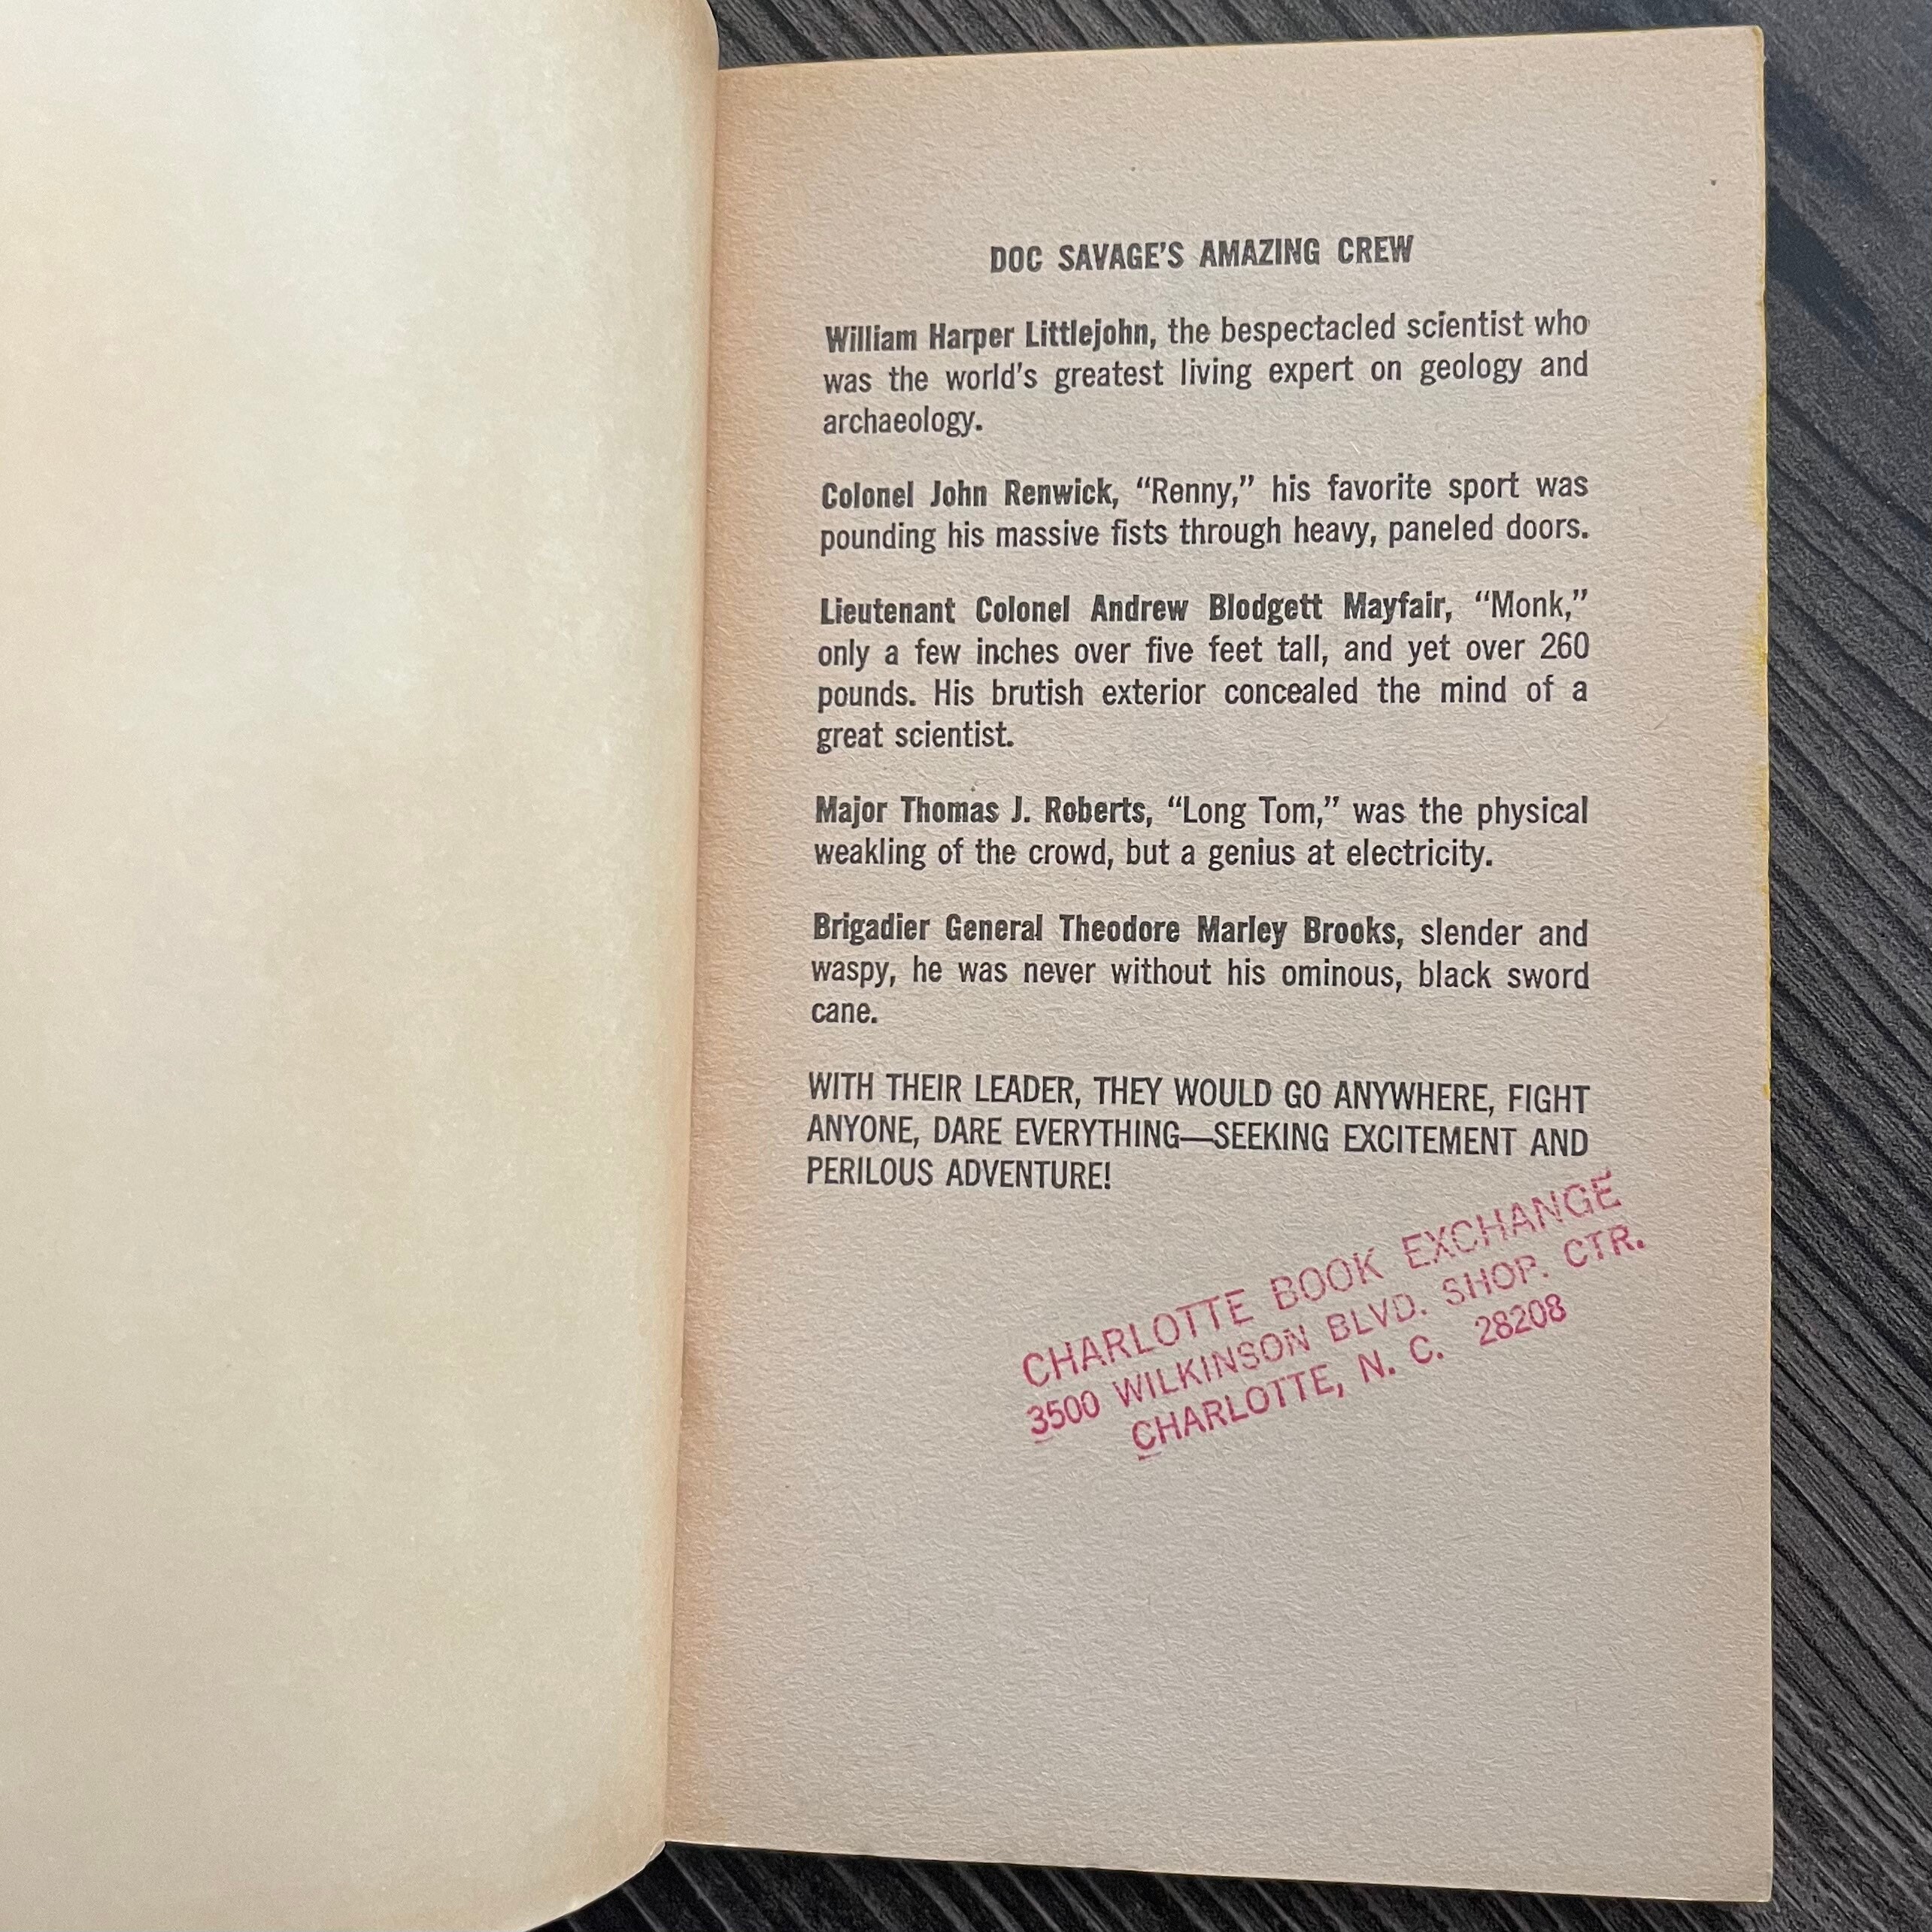 DOC SAVAGE'S AMAZING CREW
William Harper Littlejohn, the bespectacled scientist who
was the world's greatest living expert on geology and
archaeology.
Colonel John Renwick, “Renny,” his favorite sport was
pounding his massive fists through heavy, paneled doors.
Lieutenant Colonel Andrew Blodgett Mayfair, “Monk,”
only a few inches over five feet tall, and yet over 260
pounds. His brutish exterior concealed the mind of a
great scientist.
Major Thomas J. Roberts, “Long Tom,” was the physical
weakling of the crowd, but a genius at electricity.
Brigadier General Theodore Marley Brooks, slender and
waspy, he was never without his ominous, black sword
cane.
WITH THEIR LEADER, THEY WOULD GO ANYWHERE, FIGHT
ANYONE, DARE EVERYTHING—SEEKING EXCITEMENT AND
PERILOUS ADVENTURE!
CHARLOTTE BOOK EXCHANGE
3500 WILKINSON BLVD. SHOP. CTR.
CHARLOTTE, N. C. 28208